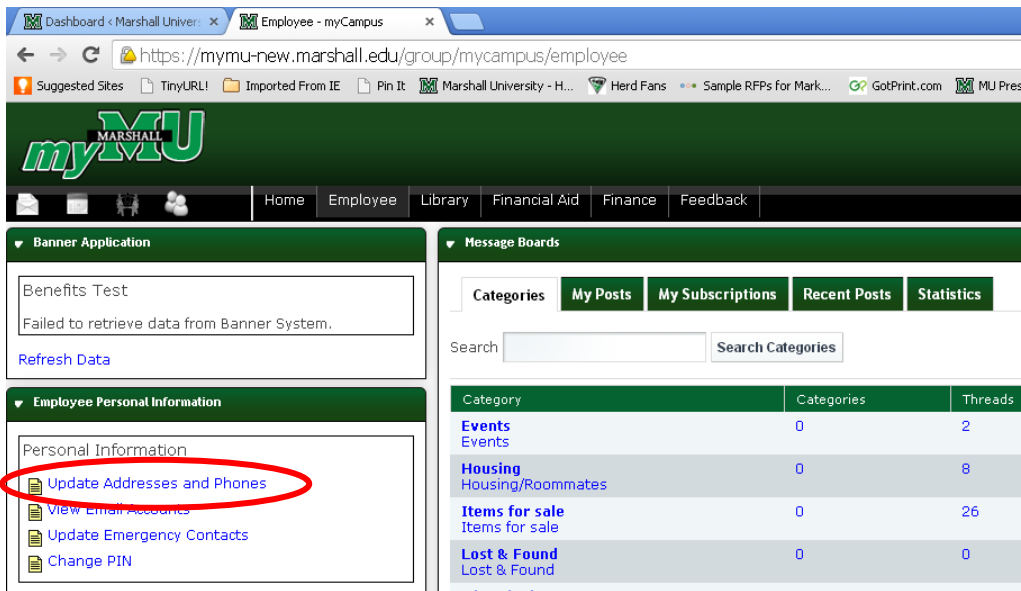 Dashboard ‹ Marshall Univers
Employee - myCampus
https://mymu-new.marshall.edu/group/mycampus/employee
Suggested Sites TinyURL! Imported From IE Pin It Marshall University - H... Herd Fans Sample RFPs for Mark... GotPrint.com MU Pres
myMU MARSHALL
Home Employee Library Financial Aid Finance Feedback
Banner Application
Benefits Test
Failed to retrieve data from Banner System.
Refresh Data
Employee Personal Information
Personal Information
Update Addresses and Phones
View Email Accounts
Update Emergency Contacts
Change PIN
Message Boards
Categories My Posts My Subscriptions Recent Posts Statistics
Search Search Categories
Category Categories Threads
Events 0 2
Events
Housing 0 8
Housing/Roommates
Items for sale 0 26
Items for sale
Lost & Found 0 0
Lost & Found